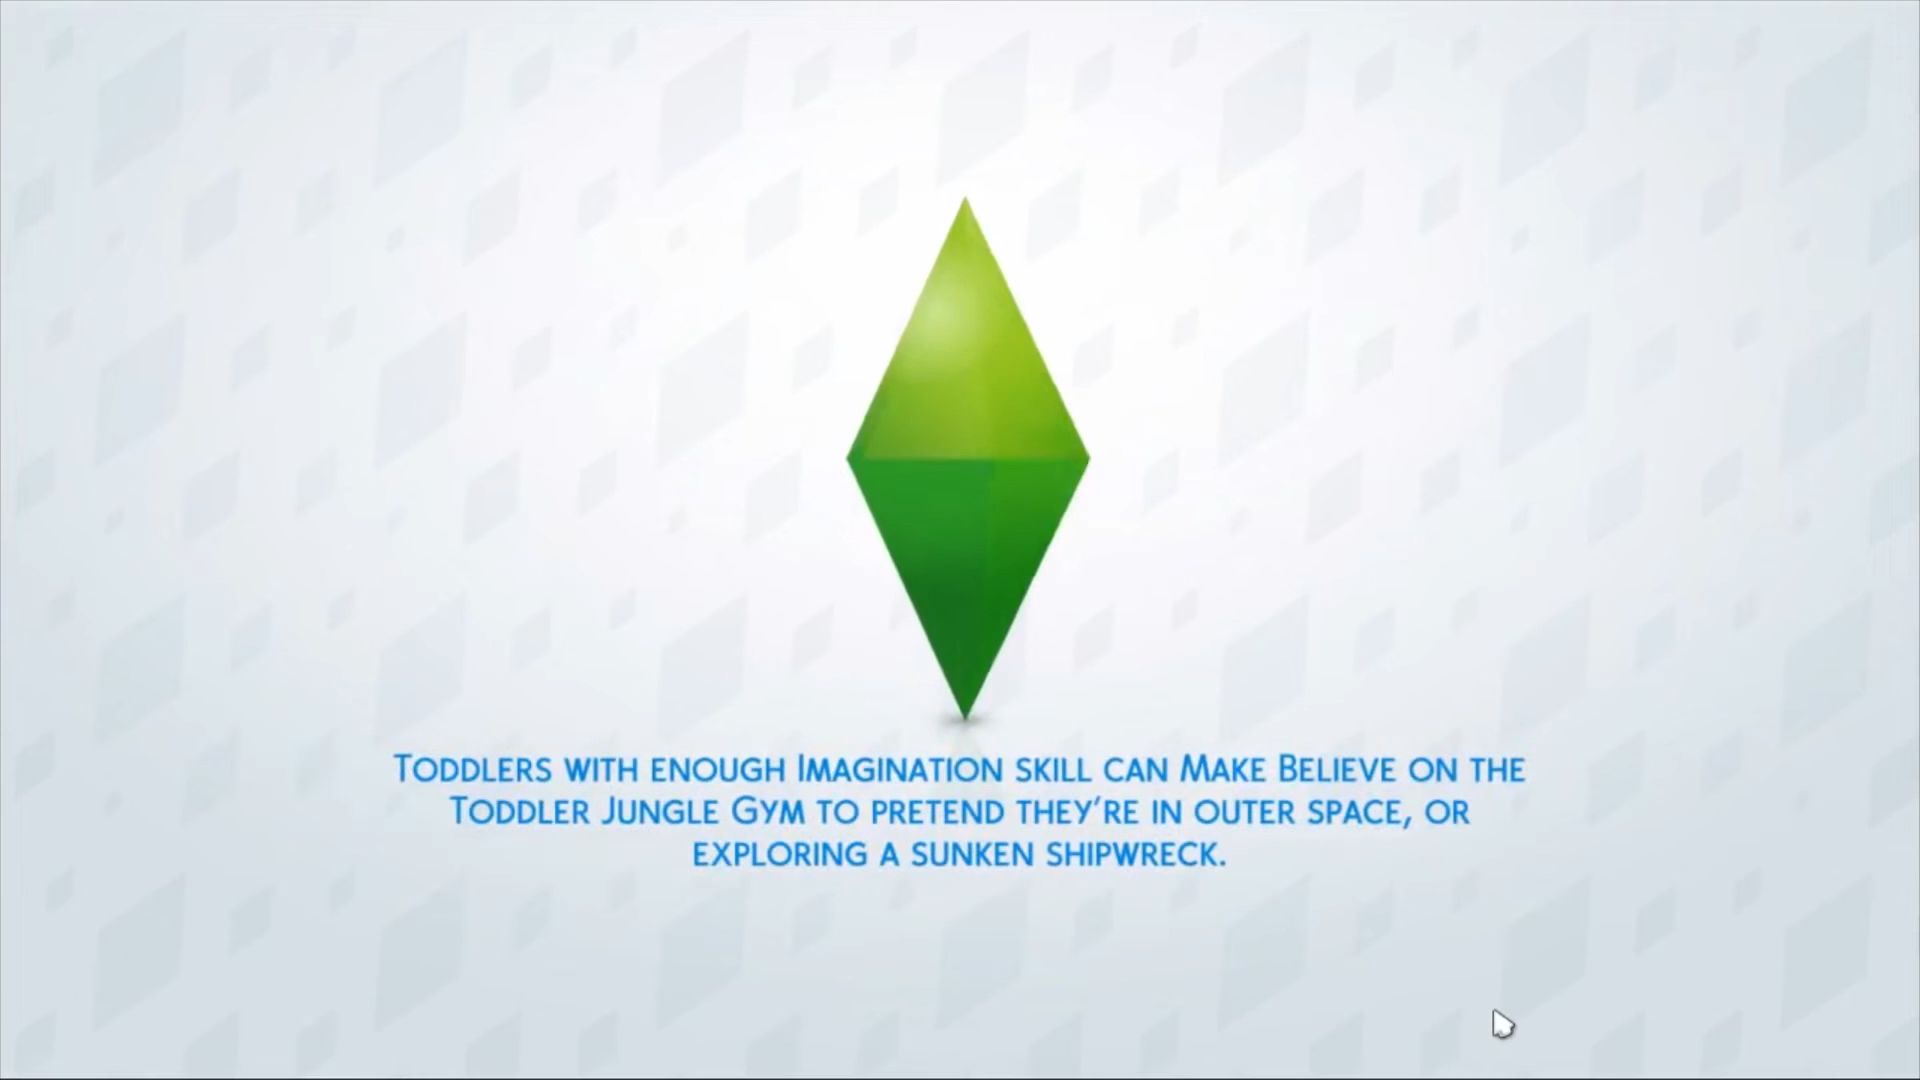 Toddlers with enough Imagination skill can Make Believe on the
Toddler Jungle Gym to pretend they're in outer space, or
exploring a sunken shipwreck.